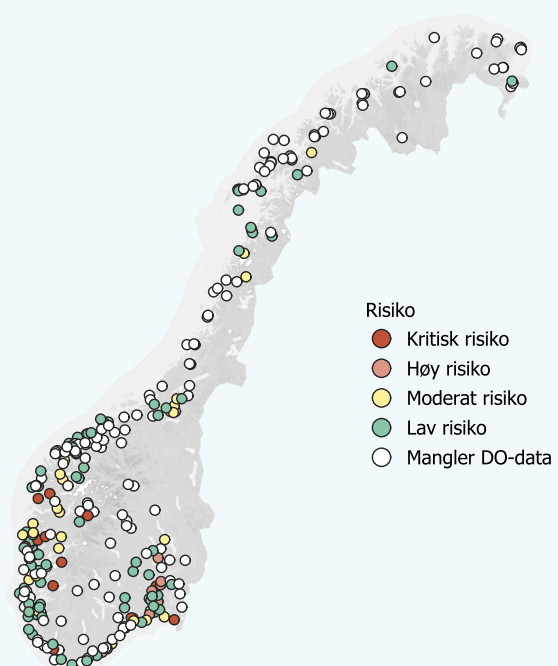 Risiko
Kritisk risiko
Høy risiko
Moderat risiko
Lav risiko
Mangler DO-data